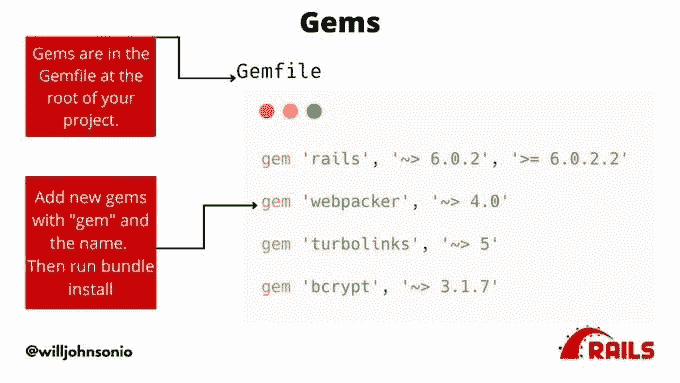 Gems
Gems are in the
Gemfile at the
root of your
project.
Gemfile
gem 'rails', '~> 6.0.2', '>= 6.0.2.2'
Add new gems
with "gem" and
the name.
Then run bundle
install
gem 'webpacker', '~> 4.0'
gem 'turbolinks', '~> 5'
gem 'bcrypt', '~> 3.1.7'
@willjohnsonio
RAILS